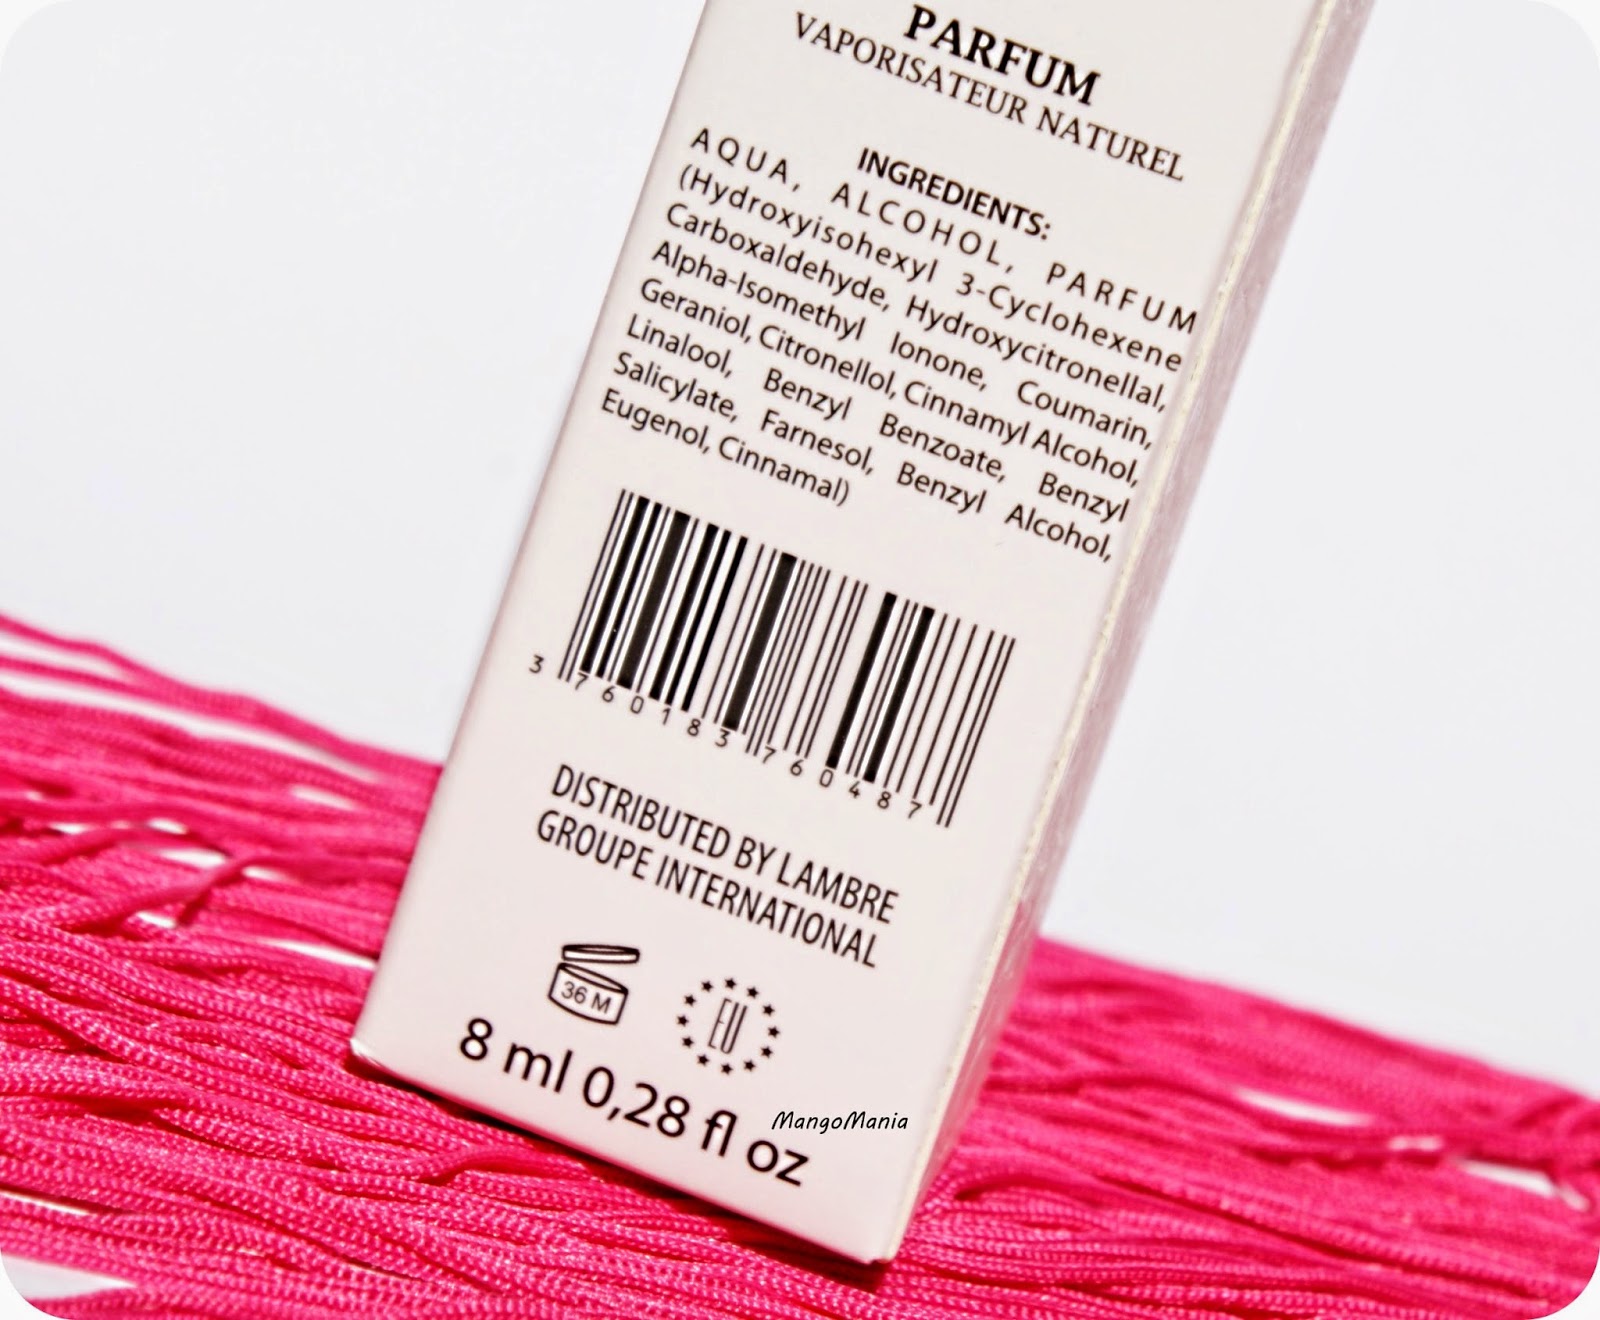 PARFUM
VAPORISATEUR NATUREL
INGREDIENTS:
AQUA, ALCOHOL, PARFUM
(Hydroxyisohexyl 3-Cyclohexene
Carboxaldehyde, Hydroxycitronellal,
Alpha-Isomethyl Ionone, Coumarin,
Geraniol, Citronellol, Cinnamyl Alcohol,
Linalool, Benzyl Benzoate, Benzyl
Salicylate, Farnesol, Benzyl Alcohol,
Eugenol, Cinnamal)
3 760183 760487
DISTRIBUTED BY LAMBRE
GROUPE INTERNATIONAL
36 M
EU
8 ml 0,28 fl oz
MangoMania